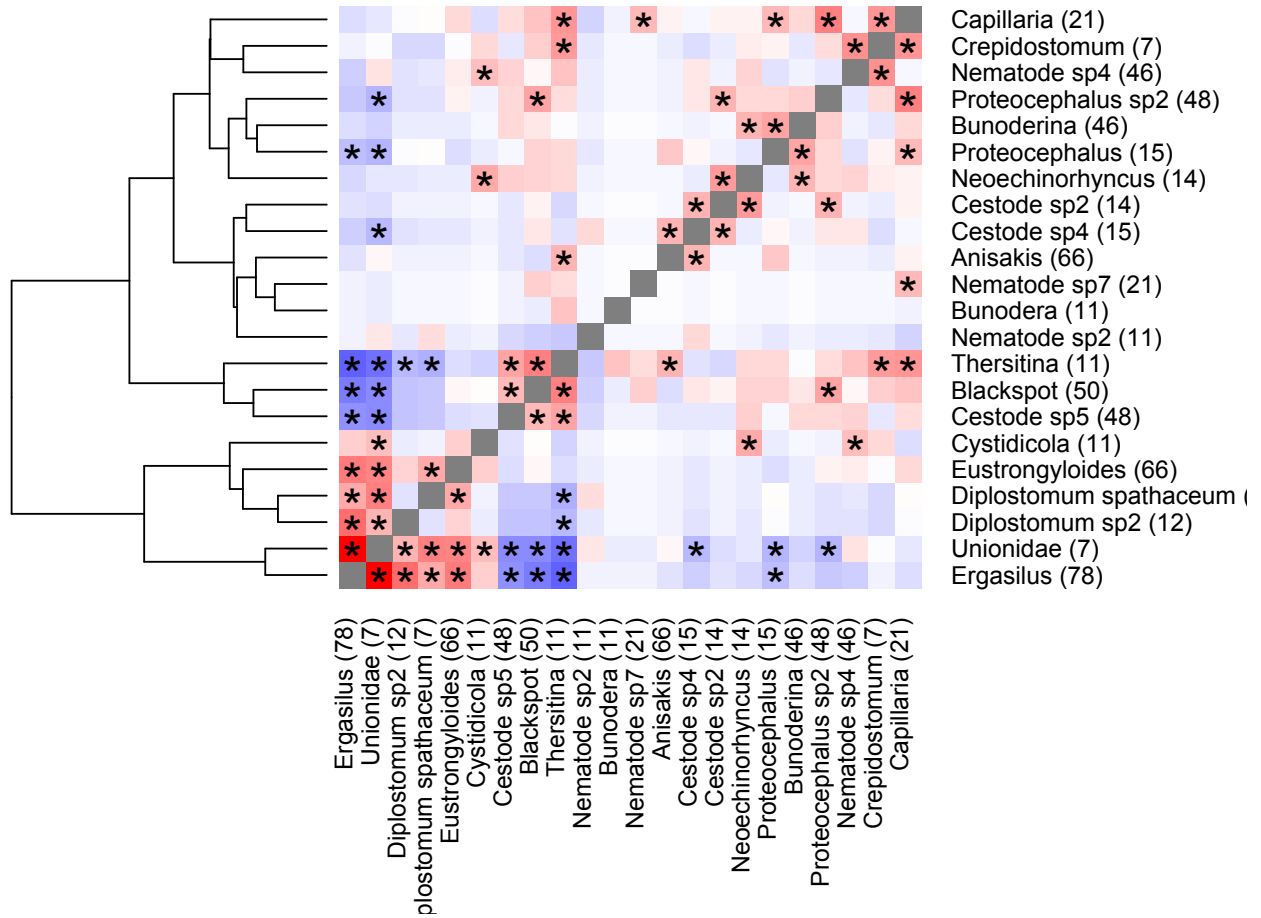 Capillaria (21)
Crepidostomum (7)
Nematode sp4 (46)
Proteocephalus sp2 (48)
Bunoderina (46)
Proteocephalus (15)
Neoechinorhyncus (14)
Cestode sp2 (14)
Cestode sp4 (15)
Anisakis (66)
Nematode sp7 (21)
Bunodera (11)
Nematode sp2 (11)
Thersitina (11)
Blackspot (50)
Cestode sp5 (48)
Cystidicola (11)
Eustrongyloides (66)
Diplostomum spathaceum (
Diplostomum sp2 (12)
Unionidae (7)
Ergasilus (78)
Ergasilus (78)
Unionidae (7)
Diplostomum sp2 (12)
plostomum spathaceum (7)
Eustrongyloides (66)
Cystidicola (11)
Cestode sp5 (48)
Blackspot (50)
Thersitina (11)
Nematode sp2 (11)
Bunodera (11)
Nematode sp7 (21)
Anisakis (66)
Cestode sp4 (15)
Cestode sp2 (14)
Neoechinorhyncus (14)
Proteocephalus (15)
Bunoderina (46)
Proteocephalus sp2 (48)
Nematode sp4 (46)
Crepidostomum (7)
Capillaria (21)